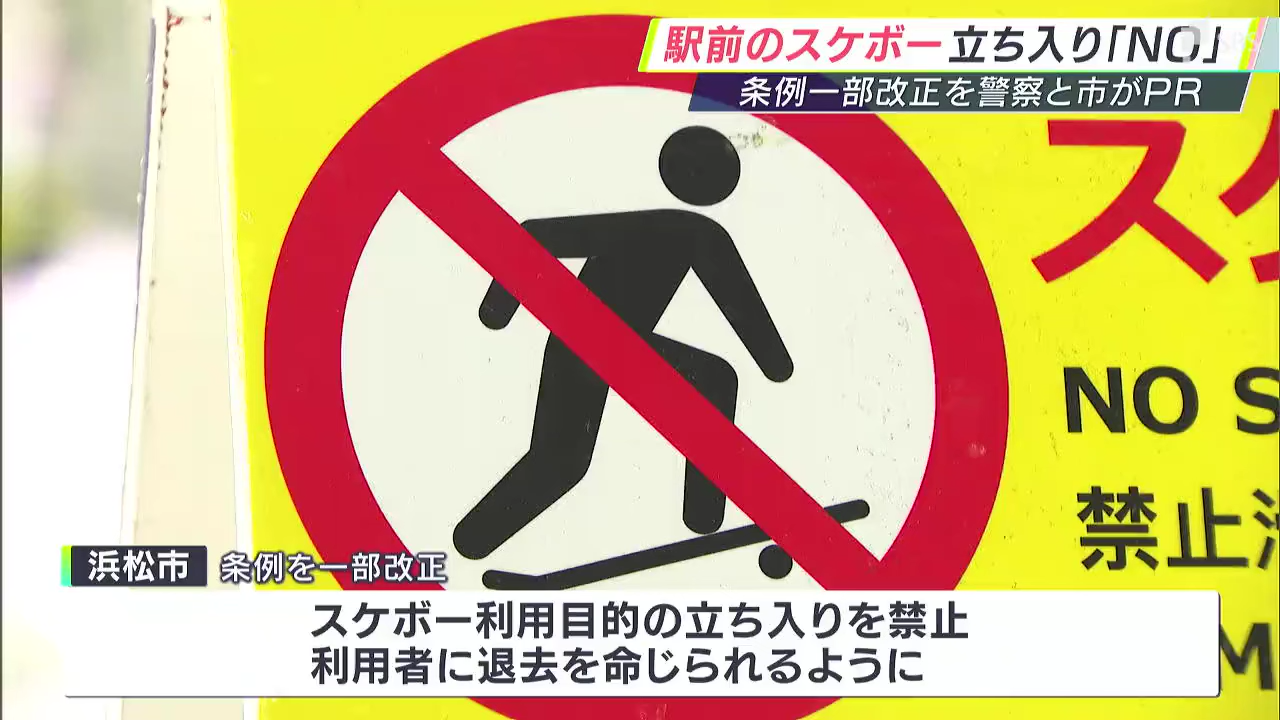 駅前のスケボー 立ち入り「NO」
条例一部改正を警察と市がPR
ス
NO S
禁止
M
浜松市 条例を一部改正
スケボー利用目的の立ち入りを禁止
利用者に退去を命じられるように